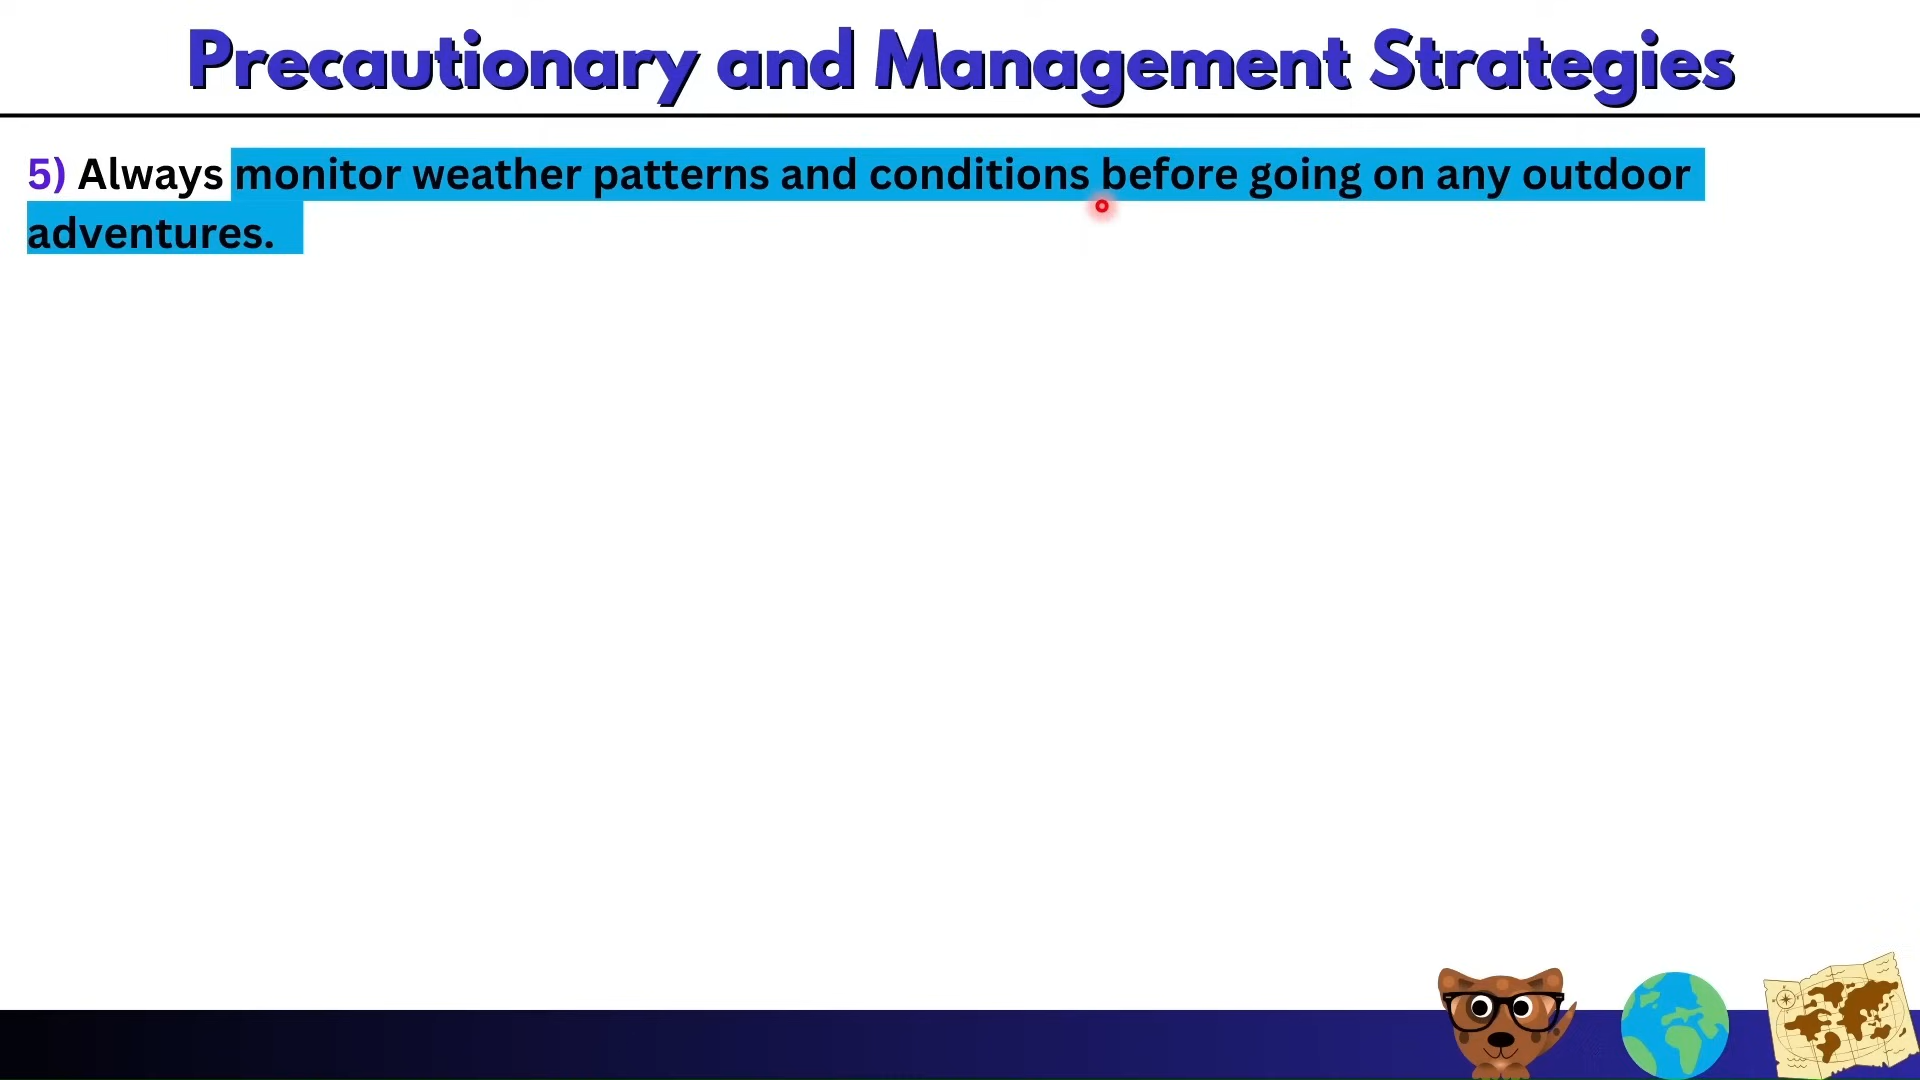 Precautionary and Management Strategies
5) Always monitor weather patterns and conditions before going on any outdoor
adventures.